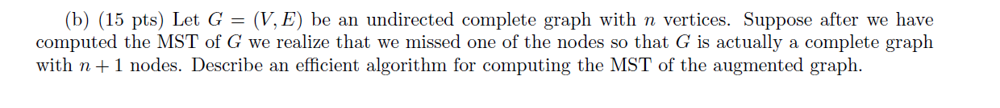 (b) (15 pts) Let G = (V, E) be an undirected complete graph with n vertices. Suppose after we have
computed the MST of G we realize that we missed one of the nodes so that G is actually a complete graph
with n + 1 nodes. Describe an efficient algorithm for computing the MST of the augmented graph.